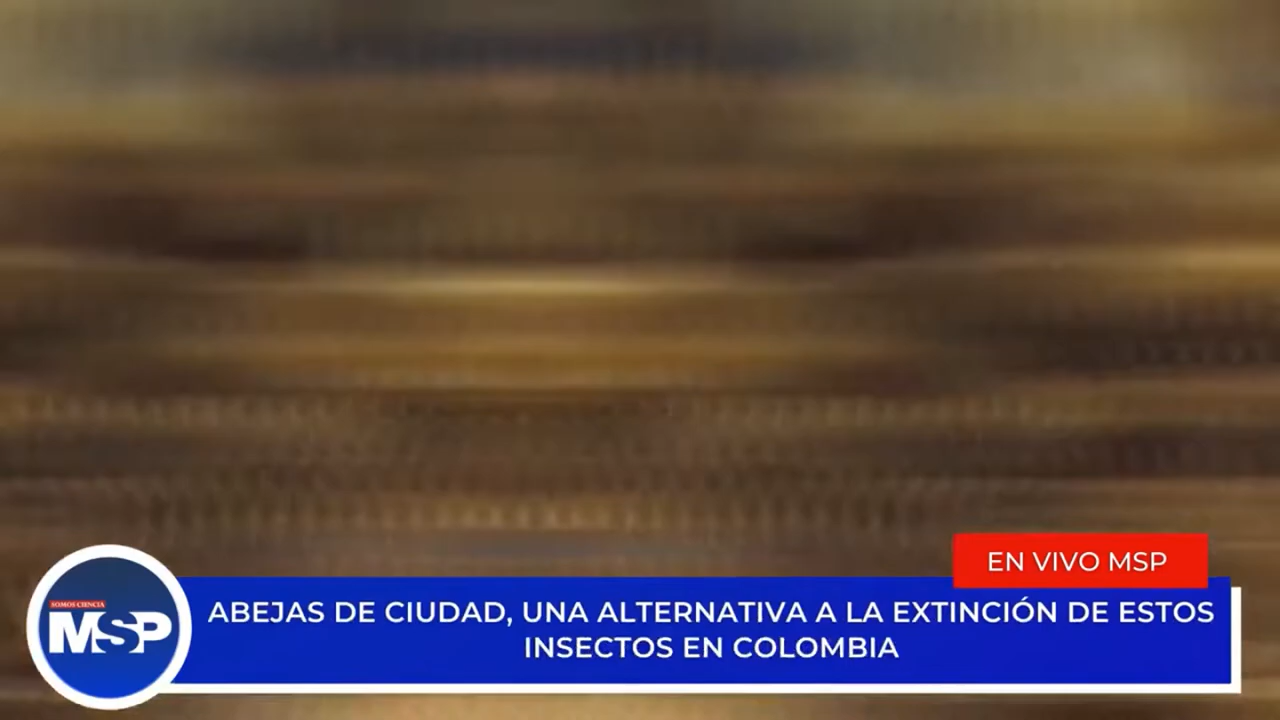 EN VIVO MSP
SOMOS CIENCIA
MSP
ABEJAS DE CIUDAD, UNA ALTERNATIVA A LA EXTINCIÓN DE ESTOS
INSECTOS EN COLOMBIA